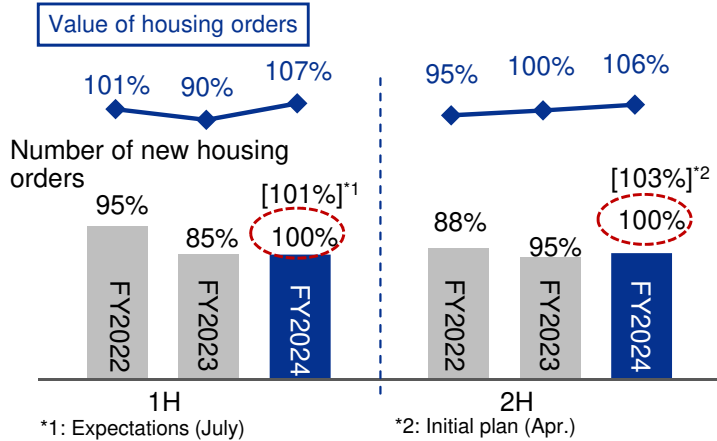 Value of housing orders
101%
90%
107%
95%
100%
106%
Number of new housing
orders
[101%]*1
[103%]*2
95%
85%
100%
88%
95%
100%
FY2022
FY2023
FY2024
FY2022
FY2023
FY2024
1H
2H
*1: Expectations (July)
*2: Initial plan (Apr.)